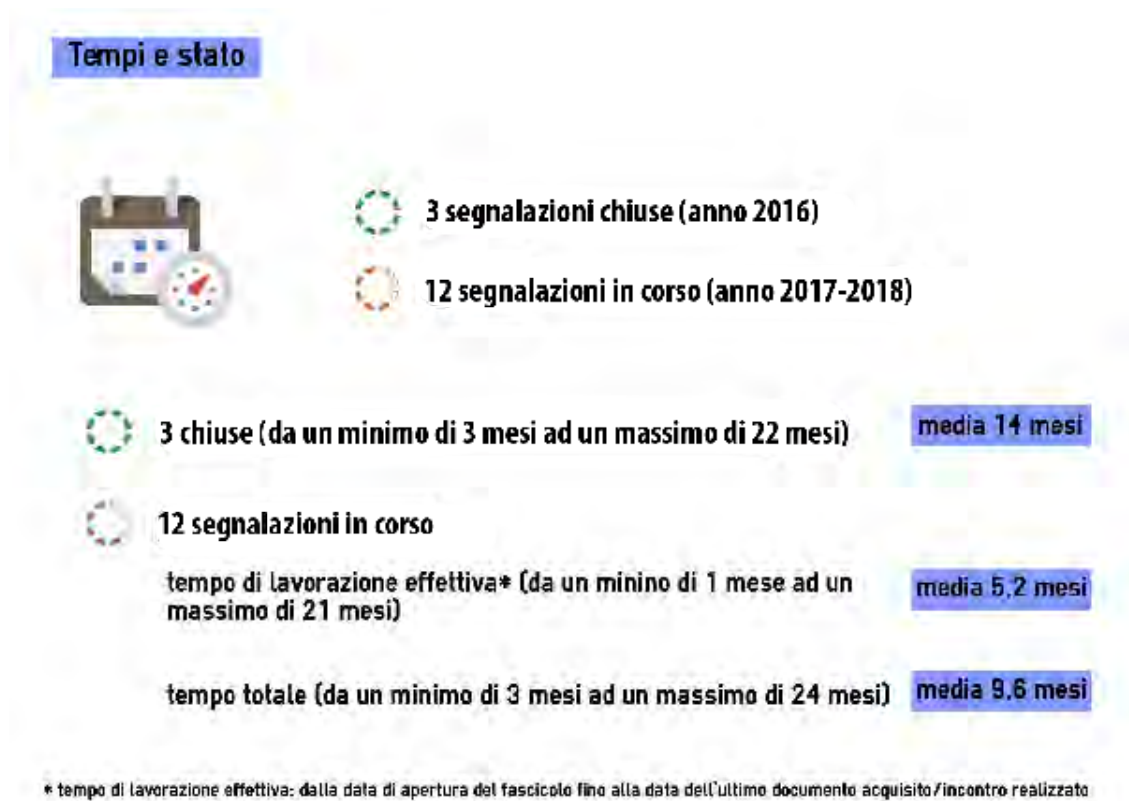 Tempi e stato
3 segnalazioni chiuse (anno 2016)
12 segnalazioni in corso (anno 2017-2018)
3 chiuse (da un minimo di 3 mesi ad un massimo di 22 mesi)
media 14 mesi
12 segnalazioni in corso
tempo di lavorazione effettiva* (da un minino di 1 mese ad un
massimo di 21 mesi)
media 5,2 mesi
tempo totale (da un minimo di 3 mesi ad un massimo di 24 mesi)
media 9,6 mesi
* tempo di lavorazione effettiva: dalla data di apertura del fascicolo fino alla data dell'ultimo documento acquisito/incontro realizzato